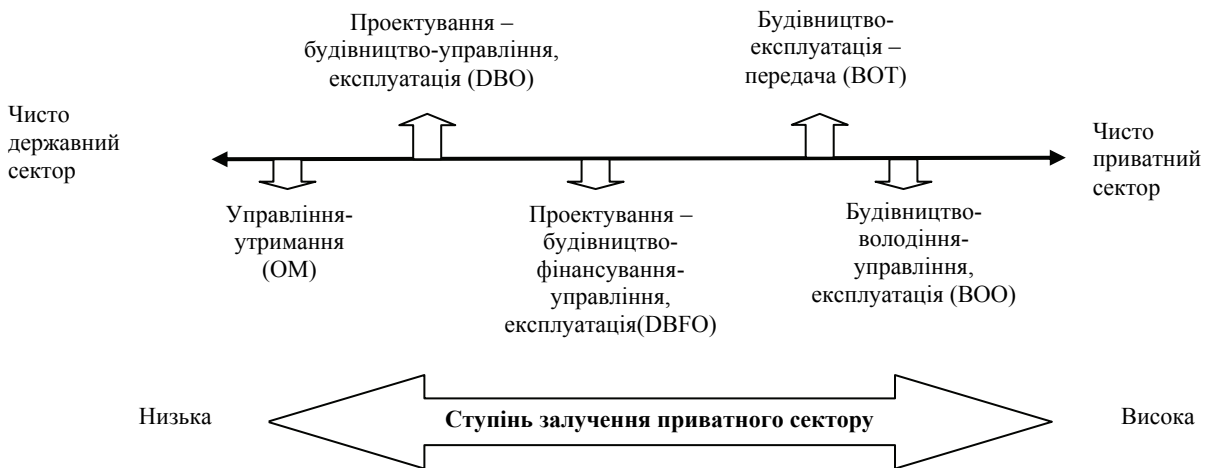 Проектування –
будівництво-управління,
експлуатація (DBO)
Будівництво-
експлуатація –
передача (BOT)
Чисто
державний
сектор
Чисто
приватний
сектор
Управління-
утримання
(OM)
Проектування –
будівництво-
фінансування-
управління,
експлуатація(DBFO)
Будівництво-
володіння-
управління,
експлуатація (BOO)
Низька
Ступінь залучення приватного сектору
Висока